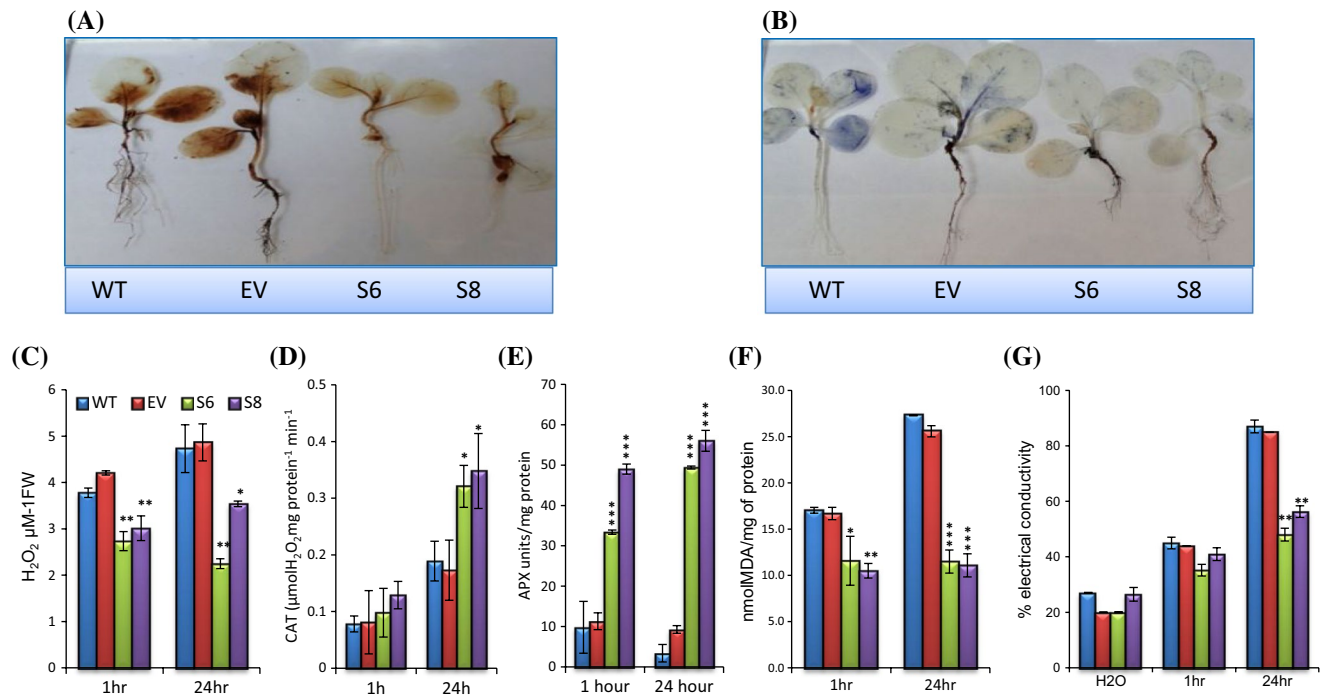 (A)
(B)
WT EV S6 S8
WT EV S6 S8
(C)
H₂O₂ µM-1FW
6
5
4
3
2
1
0
WT EV S6 S8
** **
** *
1hr 24hr
(D)
CAT (µmolH₂O₂mg protein⁻¹ min⁻¹
0.5
0.4
0.3
0.2
0.1
0
* *
1h 24h
(E)
APX units/mg protein
70
60
50
40
30
20
10
0
*** ***
*** ***
1 hour 24 hour
(F)
nmolMDA/mg of protein
30.0
25.0
20.0
15.0
10.0
5.0
0.0
* **
*** ***
1hr 24hr
(G)
% electrical conductivity
100
80
60
40
20
0
** **
H2O 1hr 24hr